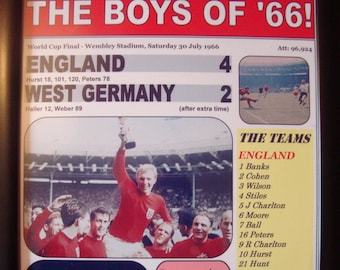 THE BOYS OF '66!
World Cup Final - Wembley Stadium, Saturday 30 July 1966
Att: 96,924
ENGLAND 4
Hurst 18, 101, 120, Peters 78
WEST GERMANY 2
Haller 12, Weber 89 (after extra time)
THE TEAMS
ENGLAND
1 Banks
2 Cohen
3 Wilson
4 Stiles
5 J Charlton
6 Moore
7 Ball
16 Peters
9 R Charlton
10 Hurst
21 Hunt